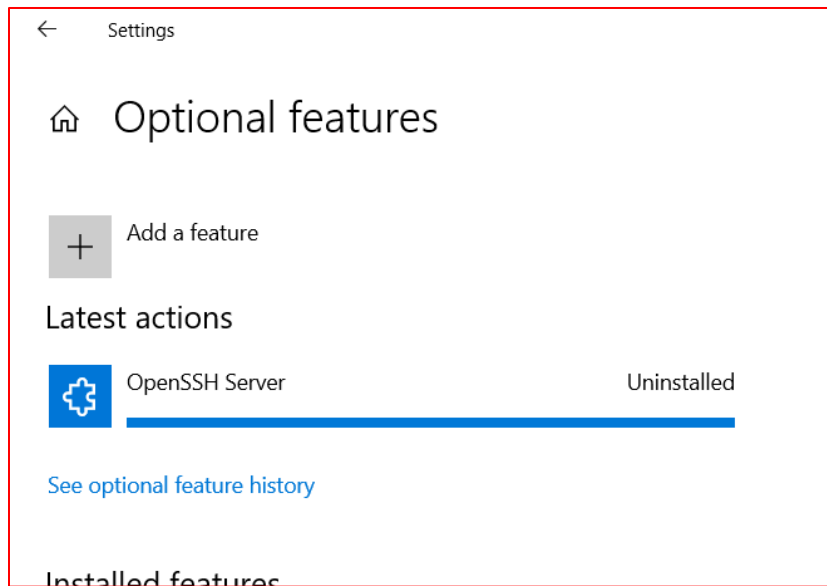 Settings
Optional features
Add a feature
Latest actions
OpenSSH Server Uninstalled
See optional feature history
Installed features